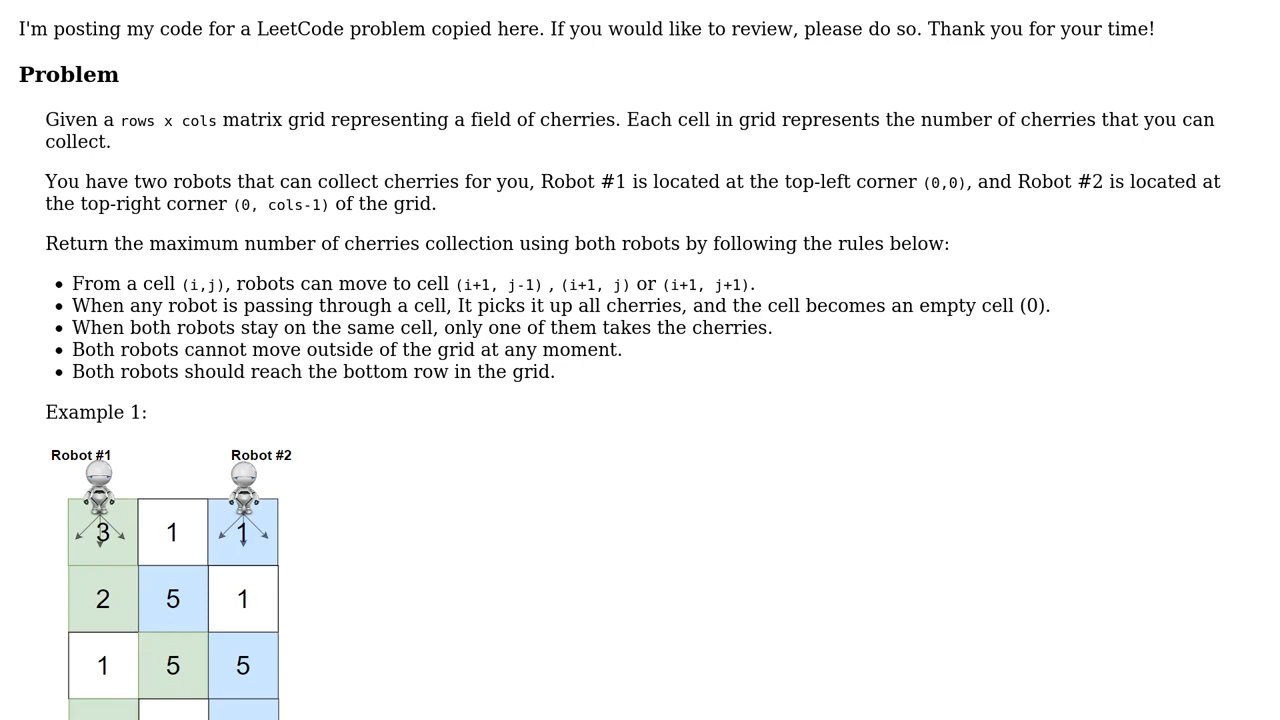 I'm posting my code for a LeetCode problem copied here. If you would like to review, please do so. Thank you for your time!
Problem
Given a rows x cols matrix grid representing a field of cherries. Each cell in grid represents the number of cherries that you can
collect.
You have two robots that can collect cherries for you, Robot #1 is located at the top-left corner (0,0), and Robot #2 is located at
the top-right corner (0, cols-1) of the grid.
Return the maximum number of cherries collection using both robots by following the rules below:
• From a cell (i,j), robots can move to cell (i+1, j-1) , (i+1, j) or (i+1, j+1).
• When any robot is passing through a cell, It picks it up all cherries, and the cell becomes an empty cell (0).
• When both robots stay on the same cell, only one of them takes the cherries.
• Both robots cannot move outside of the grid at any moment.
• Both robots should reach the bottom row in the grid.
Example 1:
Robot #1 Robot #2
3 1 1
2 5 1
1 5 5